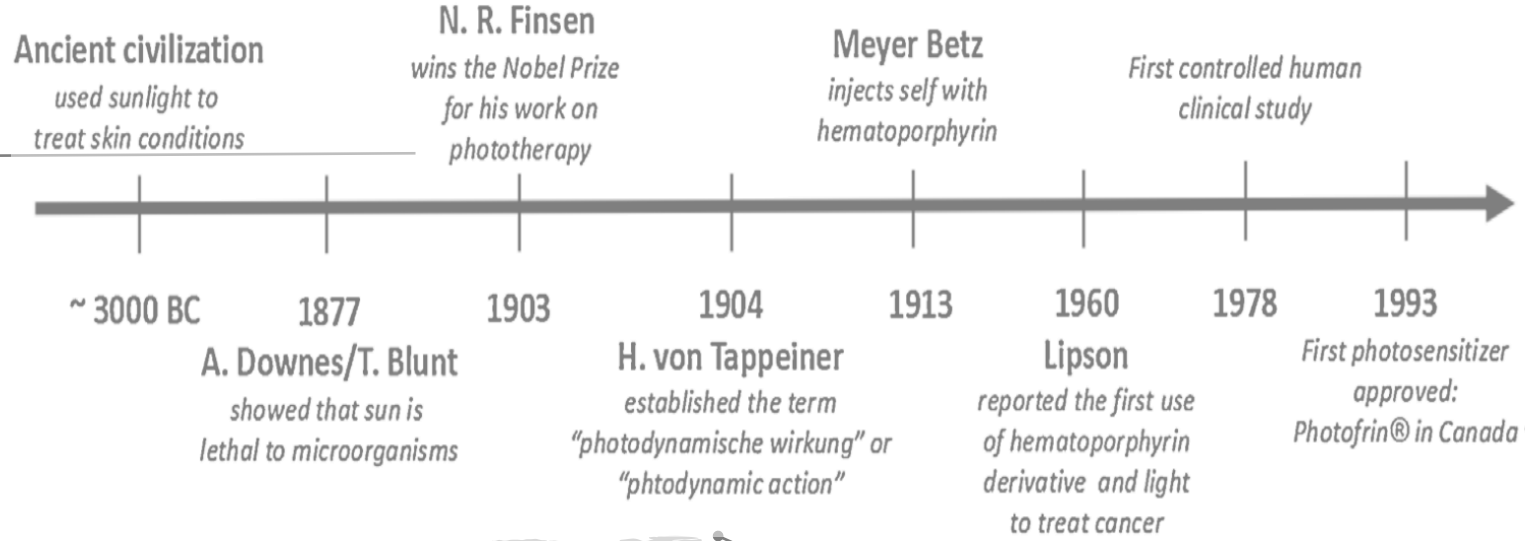 Ancient civilization
used sunlight to
treat skin conditions
N. R. Finsen
wins the Nobel Prize
for his work on
phototherapy
Meyer Betz
injects self with
hematoporphyrin
First controlled human
clinical study
~ 3000 BC
1877
1903
1904
1913
1960
1978
1993
A. Downes/T. Blunt
showed that sun is
lethal to microorganisms
H. von Tappeiner
established the term
“photodynamische wirkung” or
“phtodynamic action”
Lipson
reported the first use
of hematoporphyrin
derivative and light
to treat cancer
First photosensitizer
approved:
Photofrin® in Canada